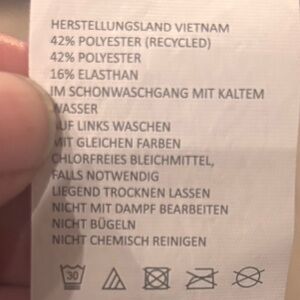 HERSTELLUNGSLAND VIETNAM
42% POLYESTER (RECYCLED)
42% POLYESTER
16% ELASTHAN
IM SCHONWASCHGANG MIT KALTEM
WASSER
AUF LINKS WASCHEN
MIT GLEICHEN FARBEN
CHLORFREIES BLEICHMITTEL,
FALLS NOTWENDIG
LIEGEND TROCKNEN LASSEN
NICHT MIT DAMPF BEARBEITEN
NICHT BÜGELN
NICHT CHEMISCH REINIGEN
30